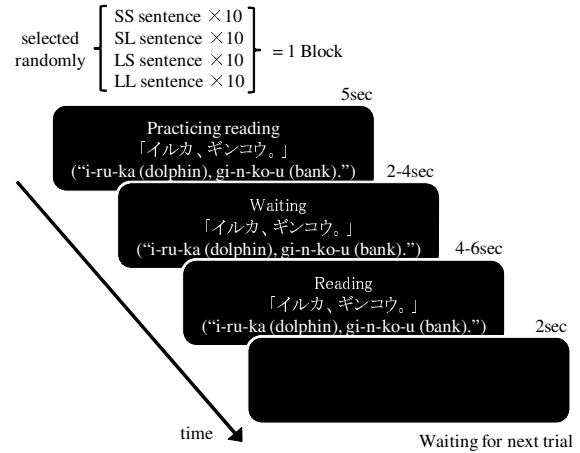 selected
randomly
SS sentence ×10
SL sentence ×10
LS sentence ×10
LL sentence ×10
= 1 Block
5sec
Practicing reading
「イルカ、ギンコウ。」
(“i-ru-ka (dolphin), gi-n-ko-u (bank).”)
2-4sec
Waiting
「イルカ、ギンコウ。」
(“i-ru-ka (dolphin), gi-n-ko-u (bank).”)
4-6sec
Reading
「イルカ、ギンコウ。」
(“i-ru-ka (dolphin), gi-n-ko-u (bank).”)
2sec
time
Waiting for next trial